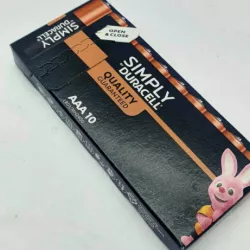 OPEN
& CLOSE
SIMPLY
DURACELL
SIMPLY
DURACELL
QUALITY
GUARANTEED
AAA 10